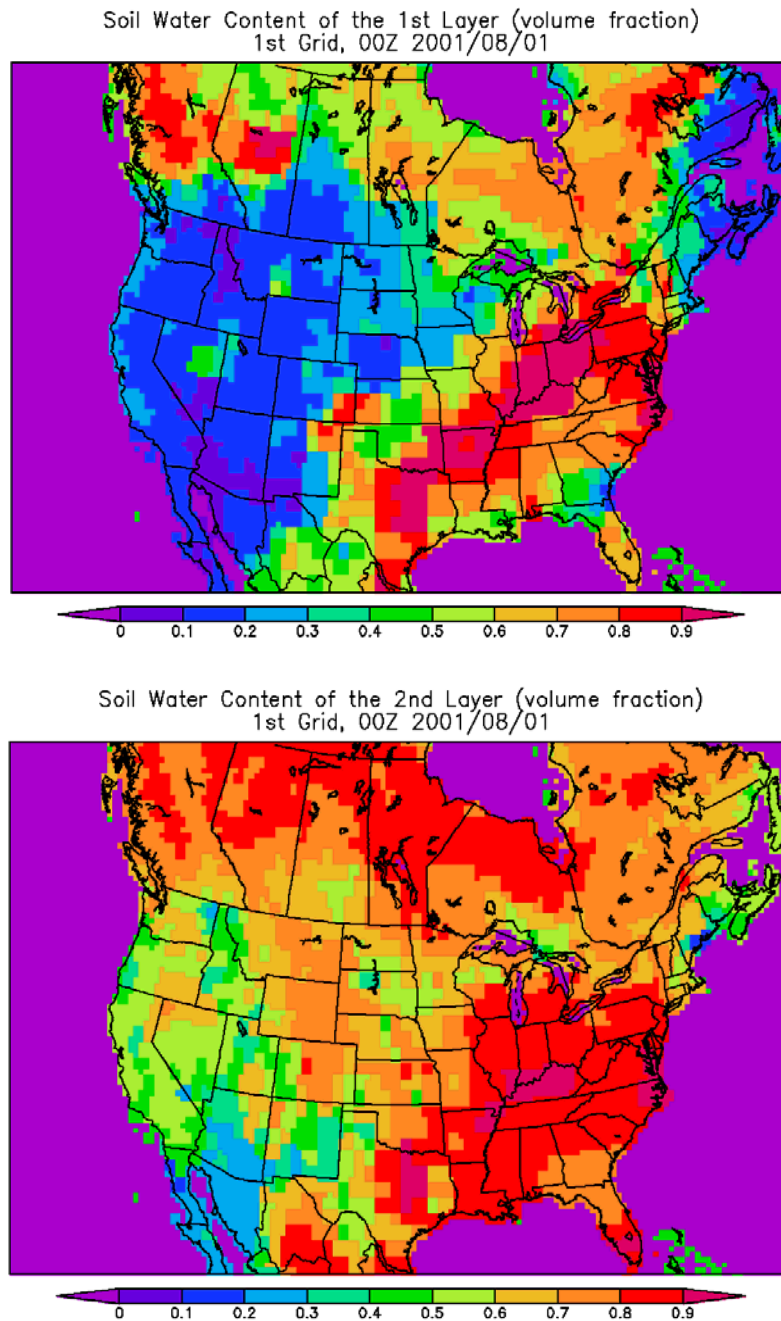 Soil Water Content of the 1st Layer (volume fraction)
1st Grid, 00Z 2001/08/01
0 0.1 0.2 0.3 0.4 0.5 0.6 0.7 0.8 0.9
Soil Water Content of the 2nd Layer (volume fraction)
1st Grid, 00Z 2001/08/01
0 0.1 0.2 0.3 0.4 0.5 0.6 0.7 0.8 0.9